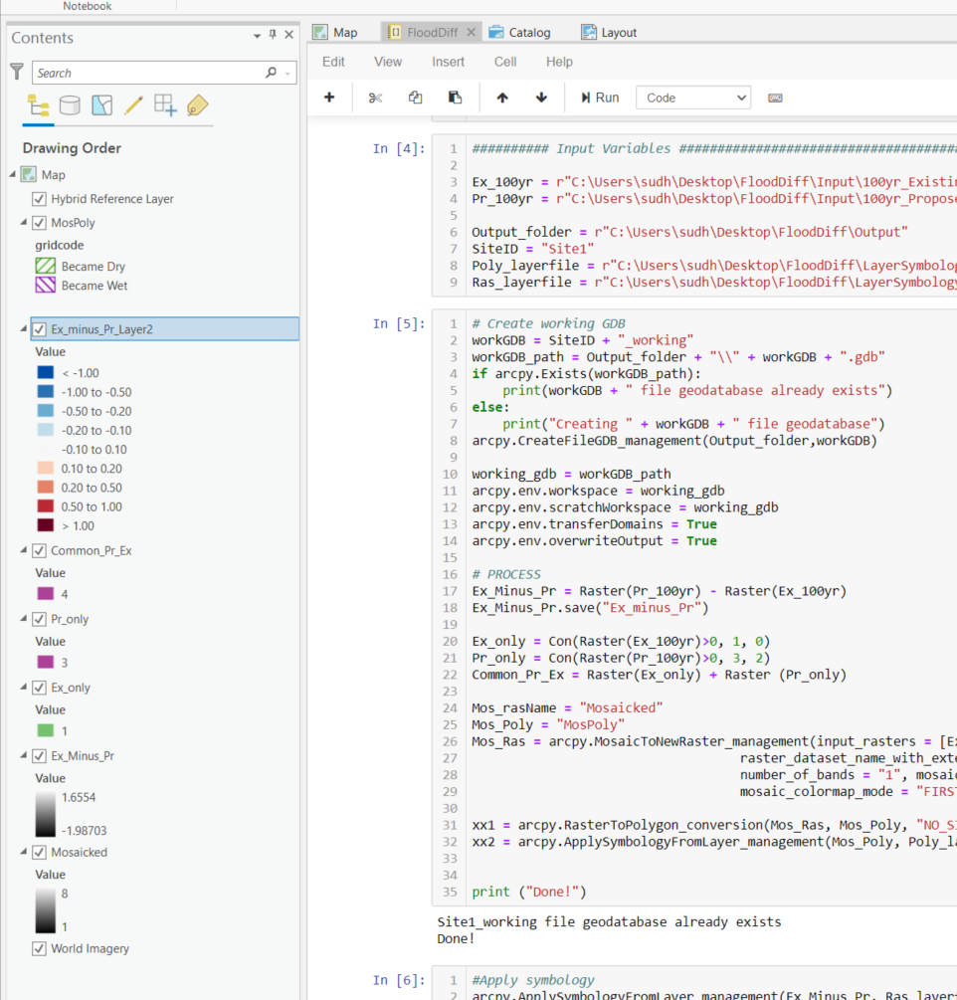 Notebook
Contents
Search
Drawing Order
Map
Hybrid Reference Layer
MosPoly
gridcode
Became Dry
Became Wet
Ex_minus_Pr_Layer2
Value
< -1.00
-1.00 to -0.50
-0.50 to -0.20
-0.20 to -0.10
-0.10 to 0.10
0.10 to 0.20
0.20 to 0.50
0.50 to 1.00
> 1.00
Common_Pr_Ex
Value
4
Pr_only
Value
3
Ex_only
Value
1
Ex_Minus_Pr
Value
1.6554
-1.98703
Mosaicked
Value
8
1
World Imagery
Map FloodDiff Catalog Layout
Edit View Insert Cell Help
Run Code
In [4]:
1 ########## Input Variables #####################################
2
3 Ex_100yr = r"C:\Users\sudh\Desktop\FloodDiff\Input\100yr_Existin
4 Pr_100yr = r"C:\Users\sudh\Desktop\FloodDiff\Input\100yr_Propose
5
6 Output_folder = r"C:\Users\sudh\Desktop\FloodDiff\Output"
7 SiteID = "Site1"
8 Poly_layerfile = r"C:\Users\sudh\Desktop\FloodDiff\LayerSymbolog
9 Ras_layerfile = r"C:\Users\sudh\Desktop\FloodDiff\LayerSymbology
In [5]:
1 # Create working GDB
2 workGDB = SiteID + "_working"
3 workGDB_path = Output_folder + "\\" + workGDB + ".gdb"
4 if arcpy.Exists(workGDB_path):
5     print(workGDB + " file geodatabase already exists")
6 else:
7     print("Creating " + workGDB + " file geodatabase")
8 arcpy.CreateFileGDB_management(Output_folder,workGDB)
9
10 working_gdb = workGDB_path
11 arcpy.env.workspace = working_gdb
12 arcpy.env.scratchWorkspace = working_gdb
13 arcpy.env.transferDomains = True
14 arcpy.env.overwriteOutput = True
15
16 # PROCESS
17 Ex_Minus_Pr = Raster(Pr_100yr) - Raster(Ex_100yr)
18 Ex_Minus_Pr.save("Ex_minus_Pr")
19
20 Ex_only = Con(Raster(Ex_100yr)>0, 1, 0)
21 Pr_only = Con(Raster(Pr_100yr)>0, 3, 2)
22 Common_Pr_Ex = Raster(Ex_only) + Raster (Pr_only)
23
24 Mos_rasName = "Mosaicked"
25 Mos_Poly = "MosPoly"
26 Mos_Ras = arcpy.MosaicToNewRaster_management(input_rasters = [Ex
27 raster_dataset_name_with_exte
28 number_of_bands = "1", mosaic
29 mosaic_colormap_mode = "FIRST
30
31 xx1 = arcpy.RasterToPolygon_conversion(Mos_Ras, Mos_Poly, "NO_SI
32 xx2 = arcpy.ApplySymbologyFromLayer_management(Mos_Poly, Poly_la
33
34
35 print ("Done!")
Site1_working file geodatabase already exists
Done!
In [6]:
1 #Apply symbology
2 arcpy.ApplySymbologyFromLayer_management(Ex_Minus_Pr, Ras_layerf